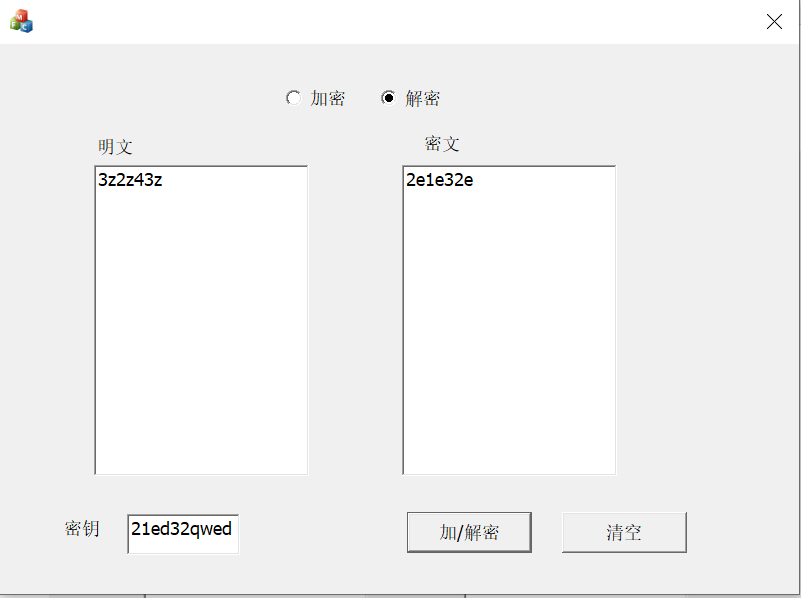 加密 解密
明文 密文
3z2z43z 2e1e32e
密钥 21ed32qwed 加/解密 清空